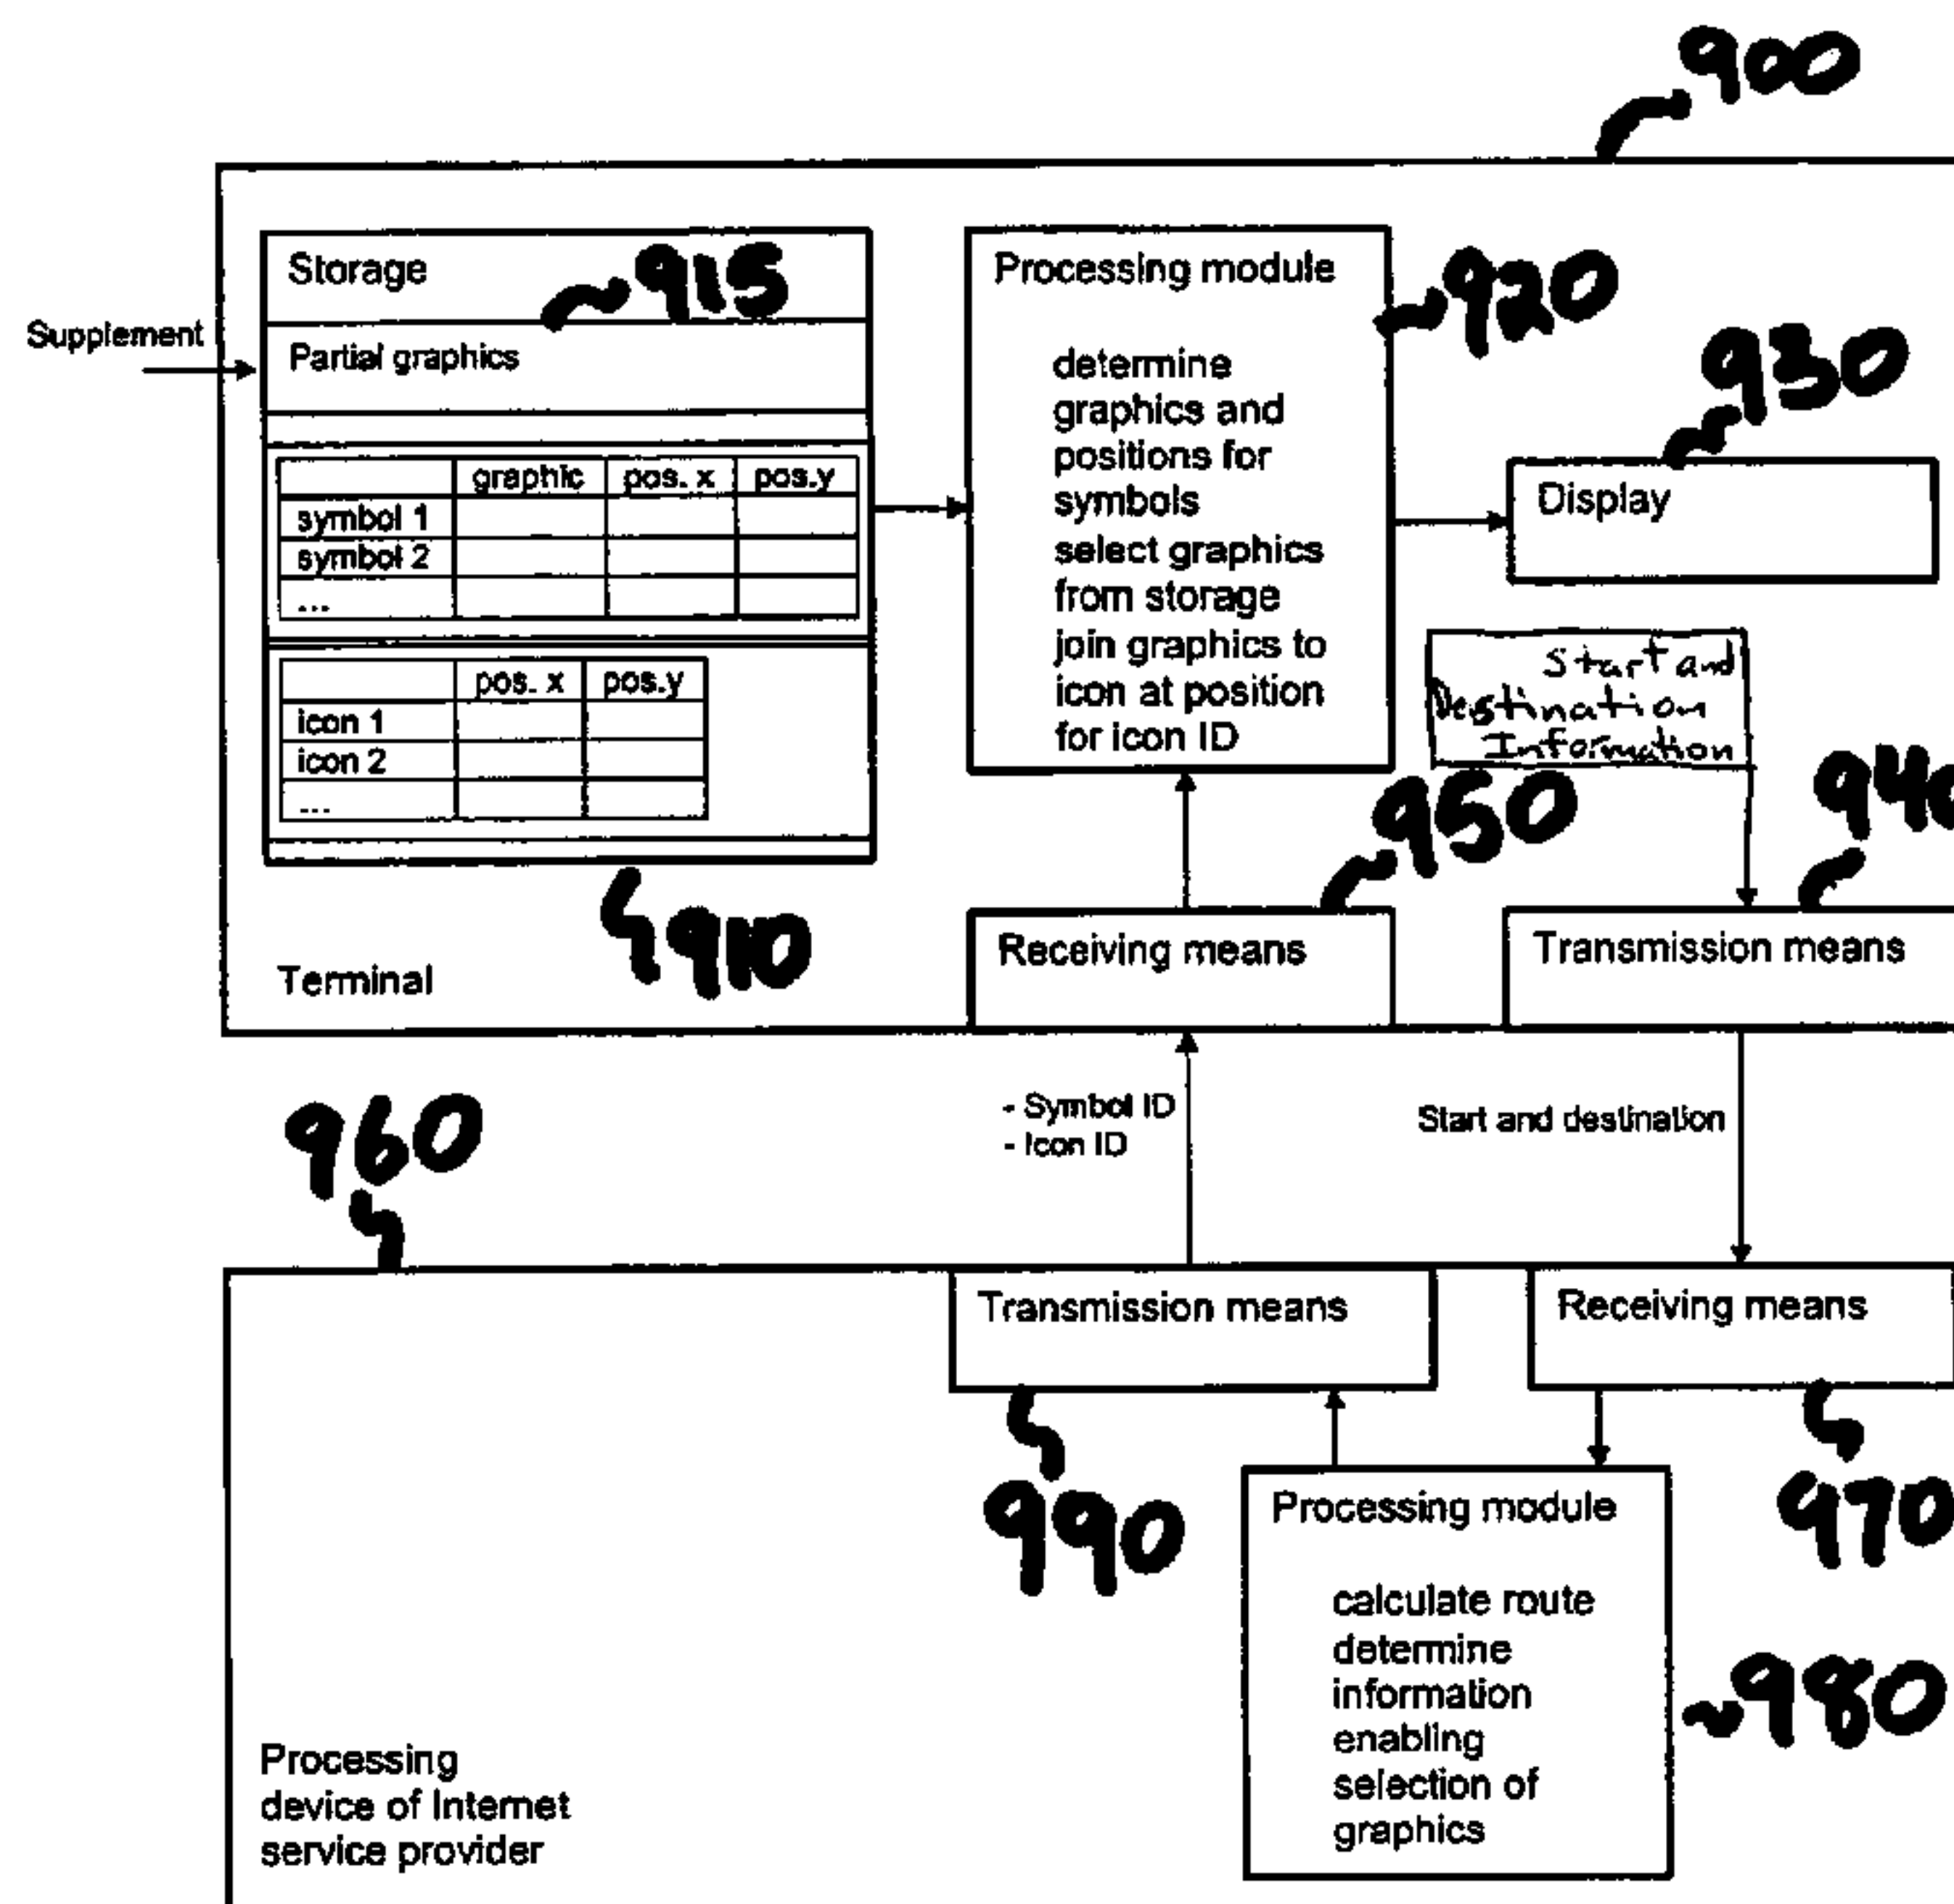 900
Storage
915
Supplement
Partial graphics
graphic pos. x pos.y
symbol 1
symbol 2
...
pos. x pos.y
icon 1
icon 2
...
910
Terminal
Processing module
920
determine
graphics and
positions for
symbols
select graphics
from storage
join graphics to
icon at position
for icon ID
930
Display
Start and
Destination
Information
950
940
Receiving means
Transmission means
- Symbol ID
- Icon ID
Start and destination
960
Transmission means
Receiving means
990
970
Processing module
calculate route
determine
information
enabling
selection of
graphics
980
Processing
device of Internet
service provider